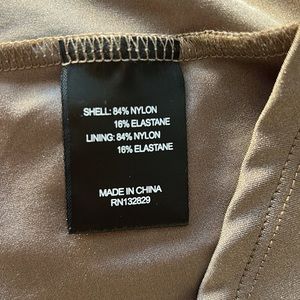 SHELL: 84% NYLON
16% ELASTANE
LINING: 84% NYLON
16% ELASTANE
MADE IN CHINA
RN132829